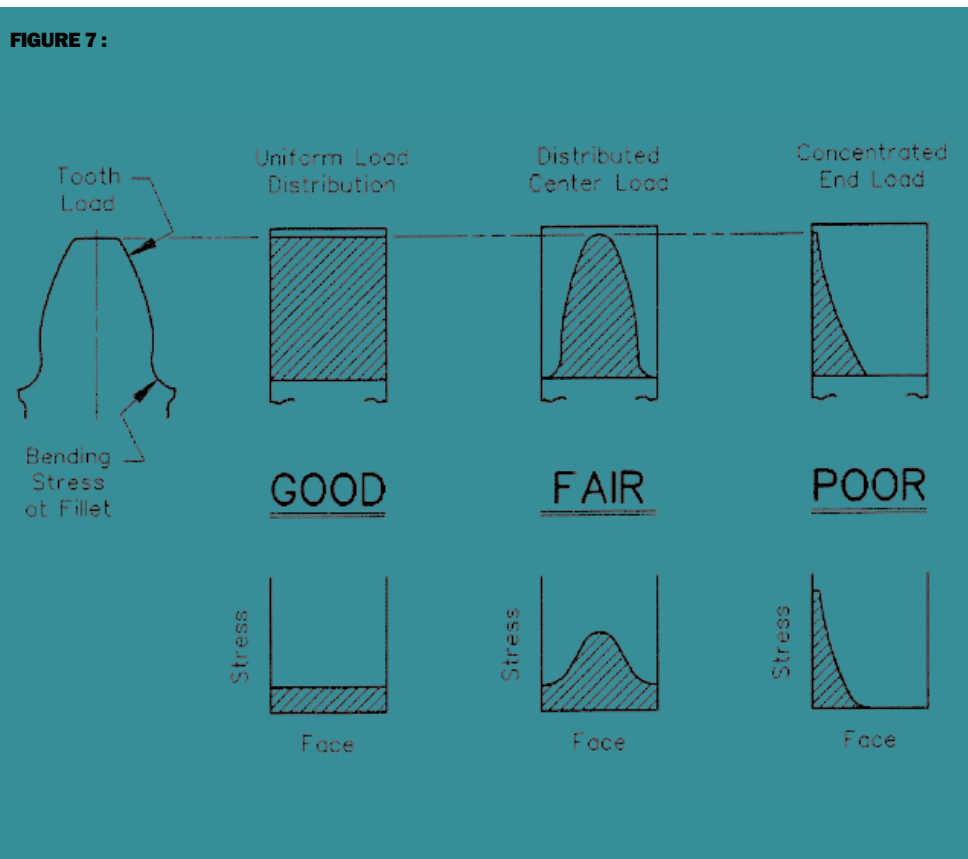 FIGURE 7 :
Tooth
Load
Uniform Load
Distribution
Distributed
Center Load
Concentrated
End Load
Bending
Stress
at Fillet
GOOD
FAIR
POOR
Stress
Face
Stress
Face
Stress
Face